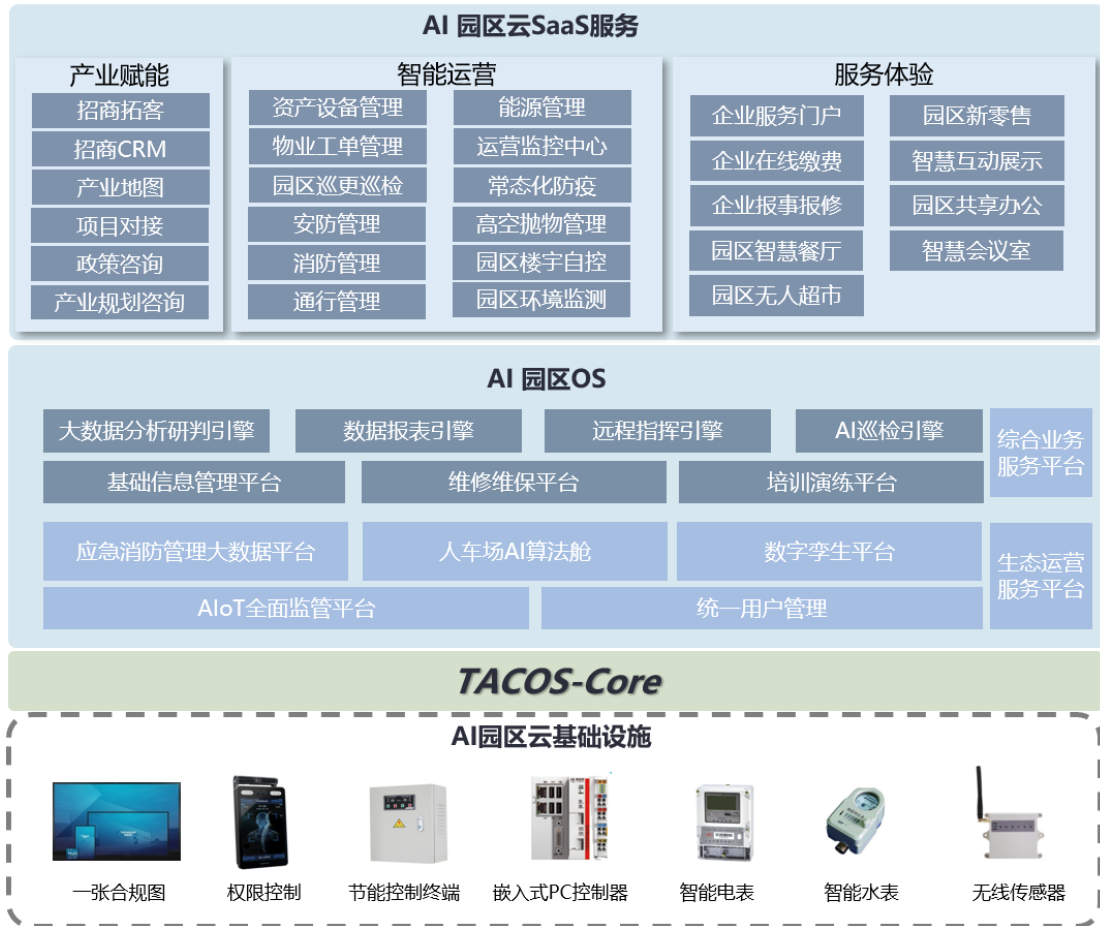 AI 园区云SaaS服务
产业赋能
招商拓客
招商CRM
产业地图
项目对接
政策咨询
产业规划咨询
智能运营
资产设备管理
能源管理
物业工单管理
运营监控中心
园区巡更巡检
常态化防疫
安防管理
高空抛物管理
消防管理
园区楼宇自控
通行管理
园区环境监测
服务体验
企业服务门户
园区新零售
企业在线缴费
智慧互动展示
企业报事报修
园区共享办公
园区智慧餐厅
智慧会议室
园区无人超市
AI 园区OS
大数据分析研判引擎
数据报表引擎
远程指挥引擎
AI巡检引擎
基础信息管理平台
维修维保平台
培训演练平台
综合业务
服务平台
应急消防管理大数据平台
人车场AI算法舱
数字孪生平台
AIoT全面监管平台
统一用户管理
生态运营
服务平台
TACOS-Core
AI园区云基础设施
一张合规图
权限控制
节能控制终端
嵌入式PC控制器
智能电表
智能水表
无线传感器